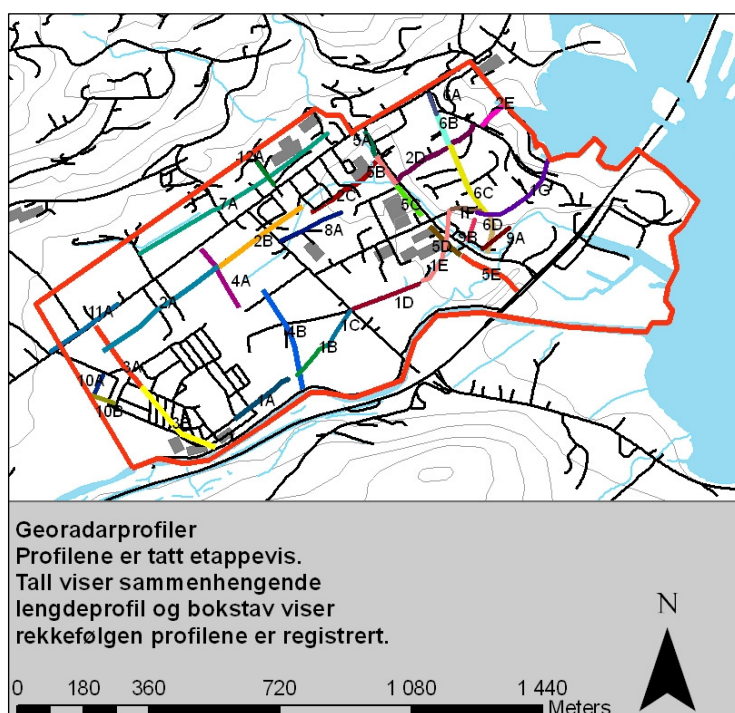 6A
2E
6B
5A
2D
12A
5B
6C
1G
7A
2C
5C
1F
6D
2B
8A
9B
9A
5D
4A
1E
5E
11A
2A
1D
1C
4B
1B
3A
10A
10B
1A
3B
Georadarprofiler
Profilene er tatt etappevis.
Tall viser sammenhengende
lengdeprofil og bokstav viser
rekkefølgen profilene er registrert.
N
0 180 360 720 1 080 1 440
Meters